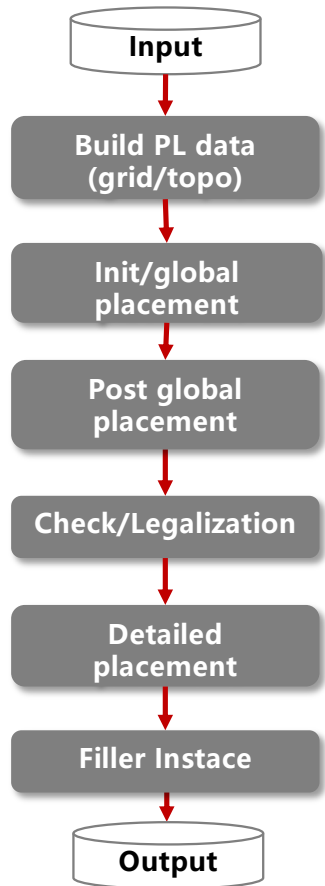 Input
Build PL data
(grid/topo)
Init/global
placement
Post global
placement
Check/Legalization
Detailed
placement
Filler Instace
Output